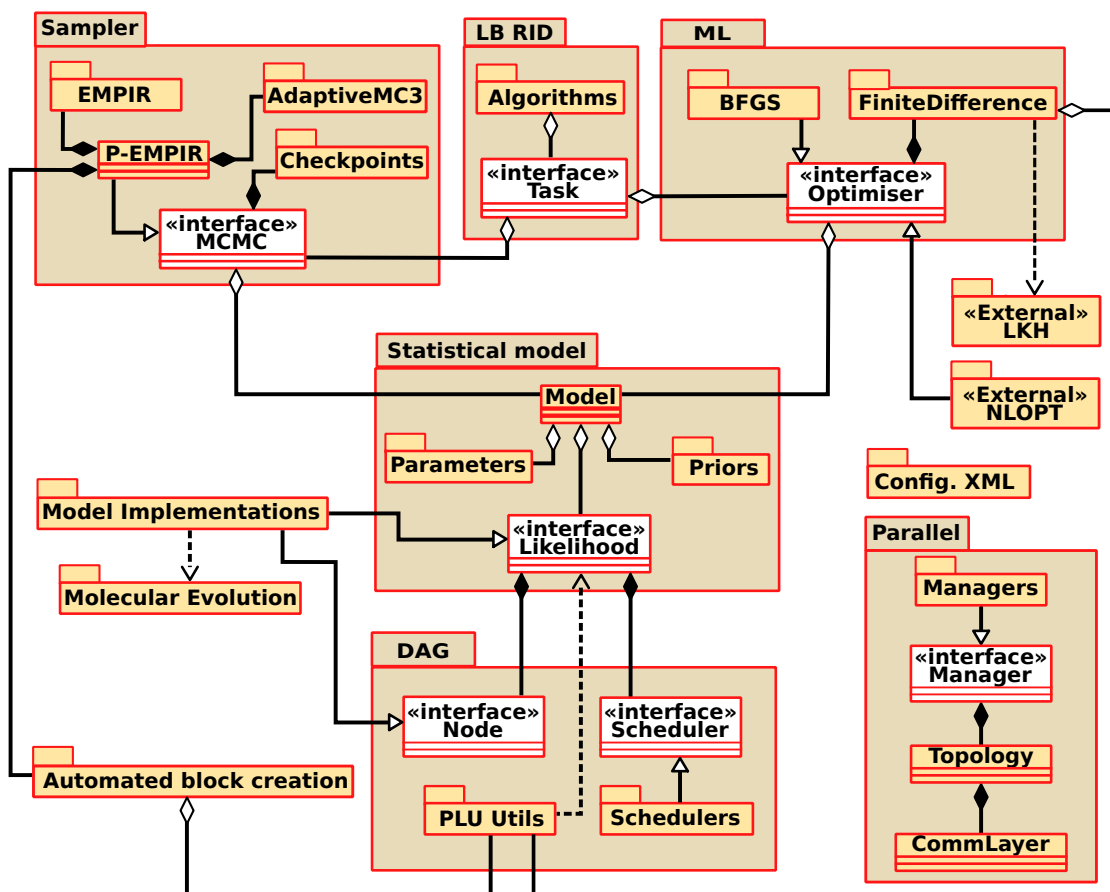 Sampler
EMPIR
AdaptiveMC3
P-EMPIR
Checkpoints
«interface»
MCMC
LB RID
Algorithms
«interface»
Task
ML
BFGS
FiniteDifference
«interface»
Optimiser
«External»
LKH
«External»
NLOPT
Statistical model
Model
Parameters
Priors
«interface»
Likelihood
Model Implementations
Molecular Evolution
Config. XML
Parallel
Managers
«interface»
Manager
Topology
CommLayer
DAG
«interface»
Node
«interface»
Scheduler
PLU Utils
Schedulers
Automated block creation